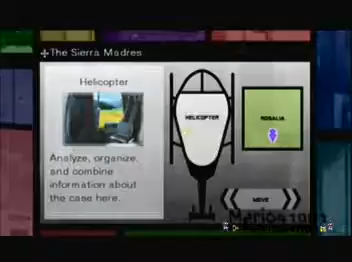 The Sierra Madres
Helicopter
HELICOPTER
ROSALIA
Analyze, organize,
and combine
information about
the case here.
MOVE